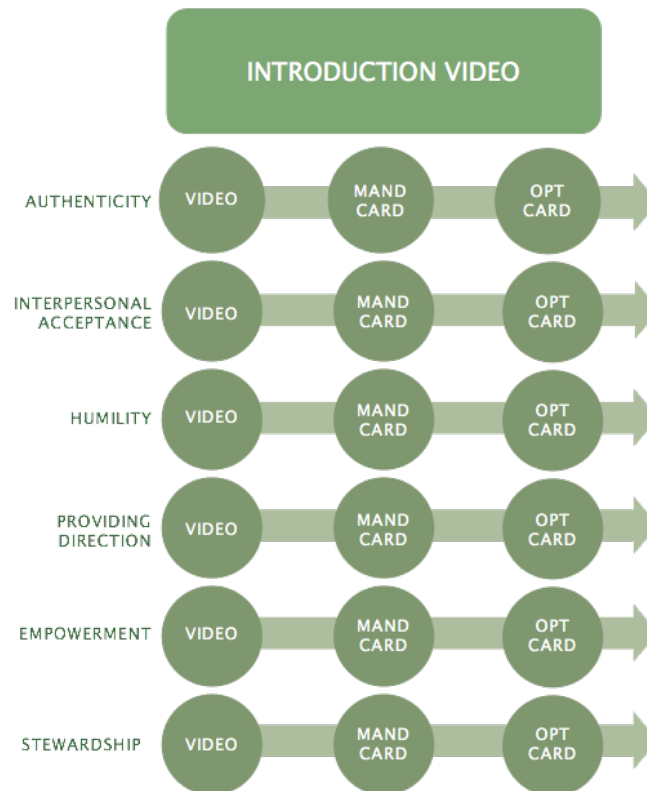 INTRODUCTION VIDEO
AUTHENTICITY
VIDEO
MAND
CARD
OPT
CARD
INTERPERSONAL
ACCEPTANCE
VIDEO
MAND
CARD
OPT
CARD
HUMILITY
VIDEO
MAND
CARD
OPT
CARD
PROVIDING
DIRECTION
VIDEO
MAND
CARD
OPT
CARD
EMPOWERMENT
VIDEO
MAND
CARD
OPT
CARD
STEWARDSHIP
VIDEO
MAND
CARD
OPT
CARD